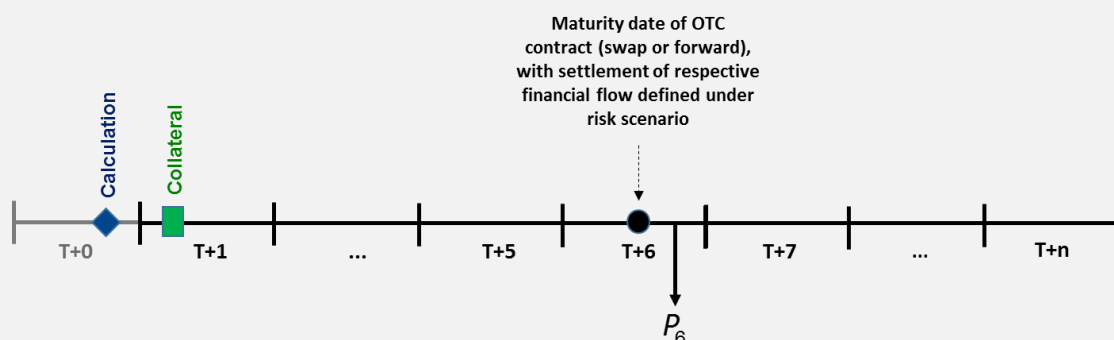 Maturity date of OTC
contract (swap or forward),
with settlement of respective
financial flow defined under
risk scenario
Calculation
Collateral
T+0
T+1
...
T+5
T+6
T+7
...
T+n
P6